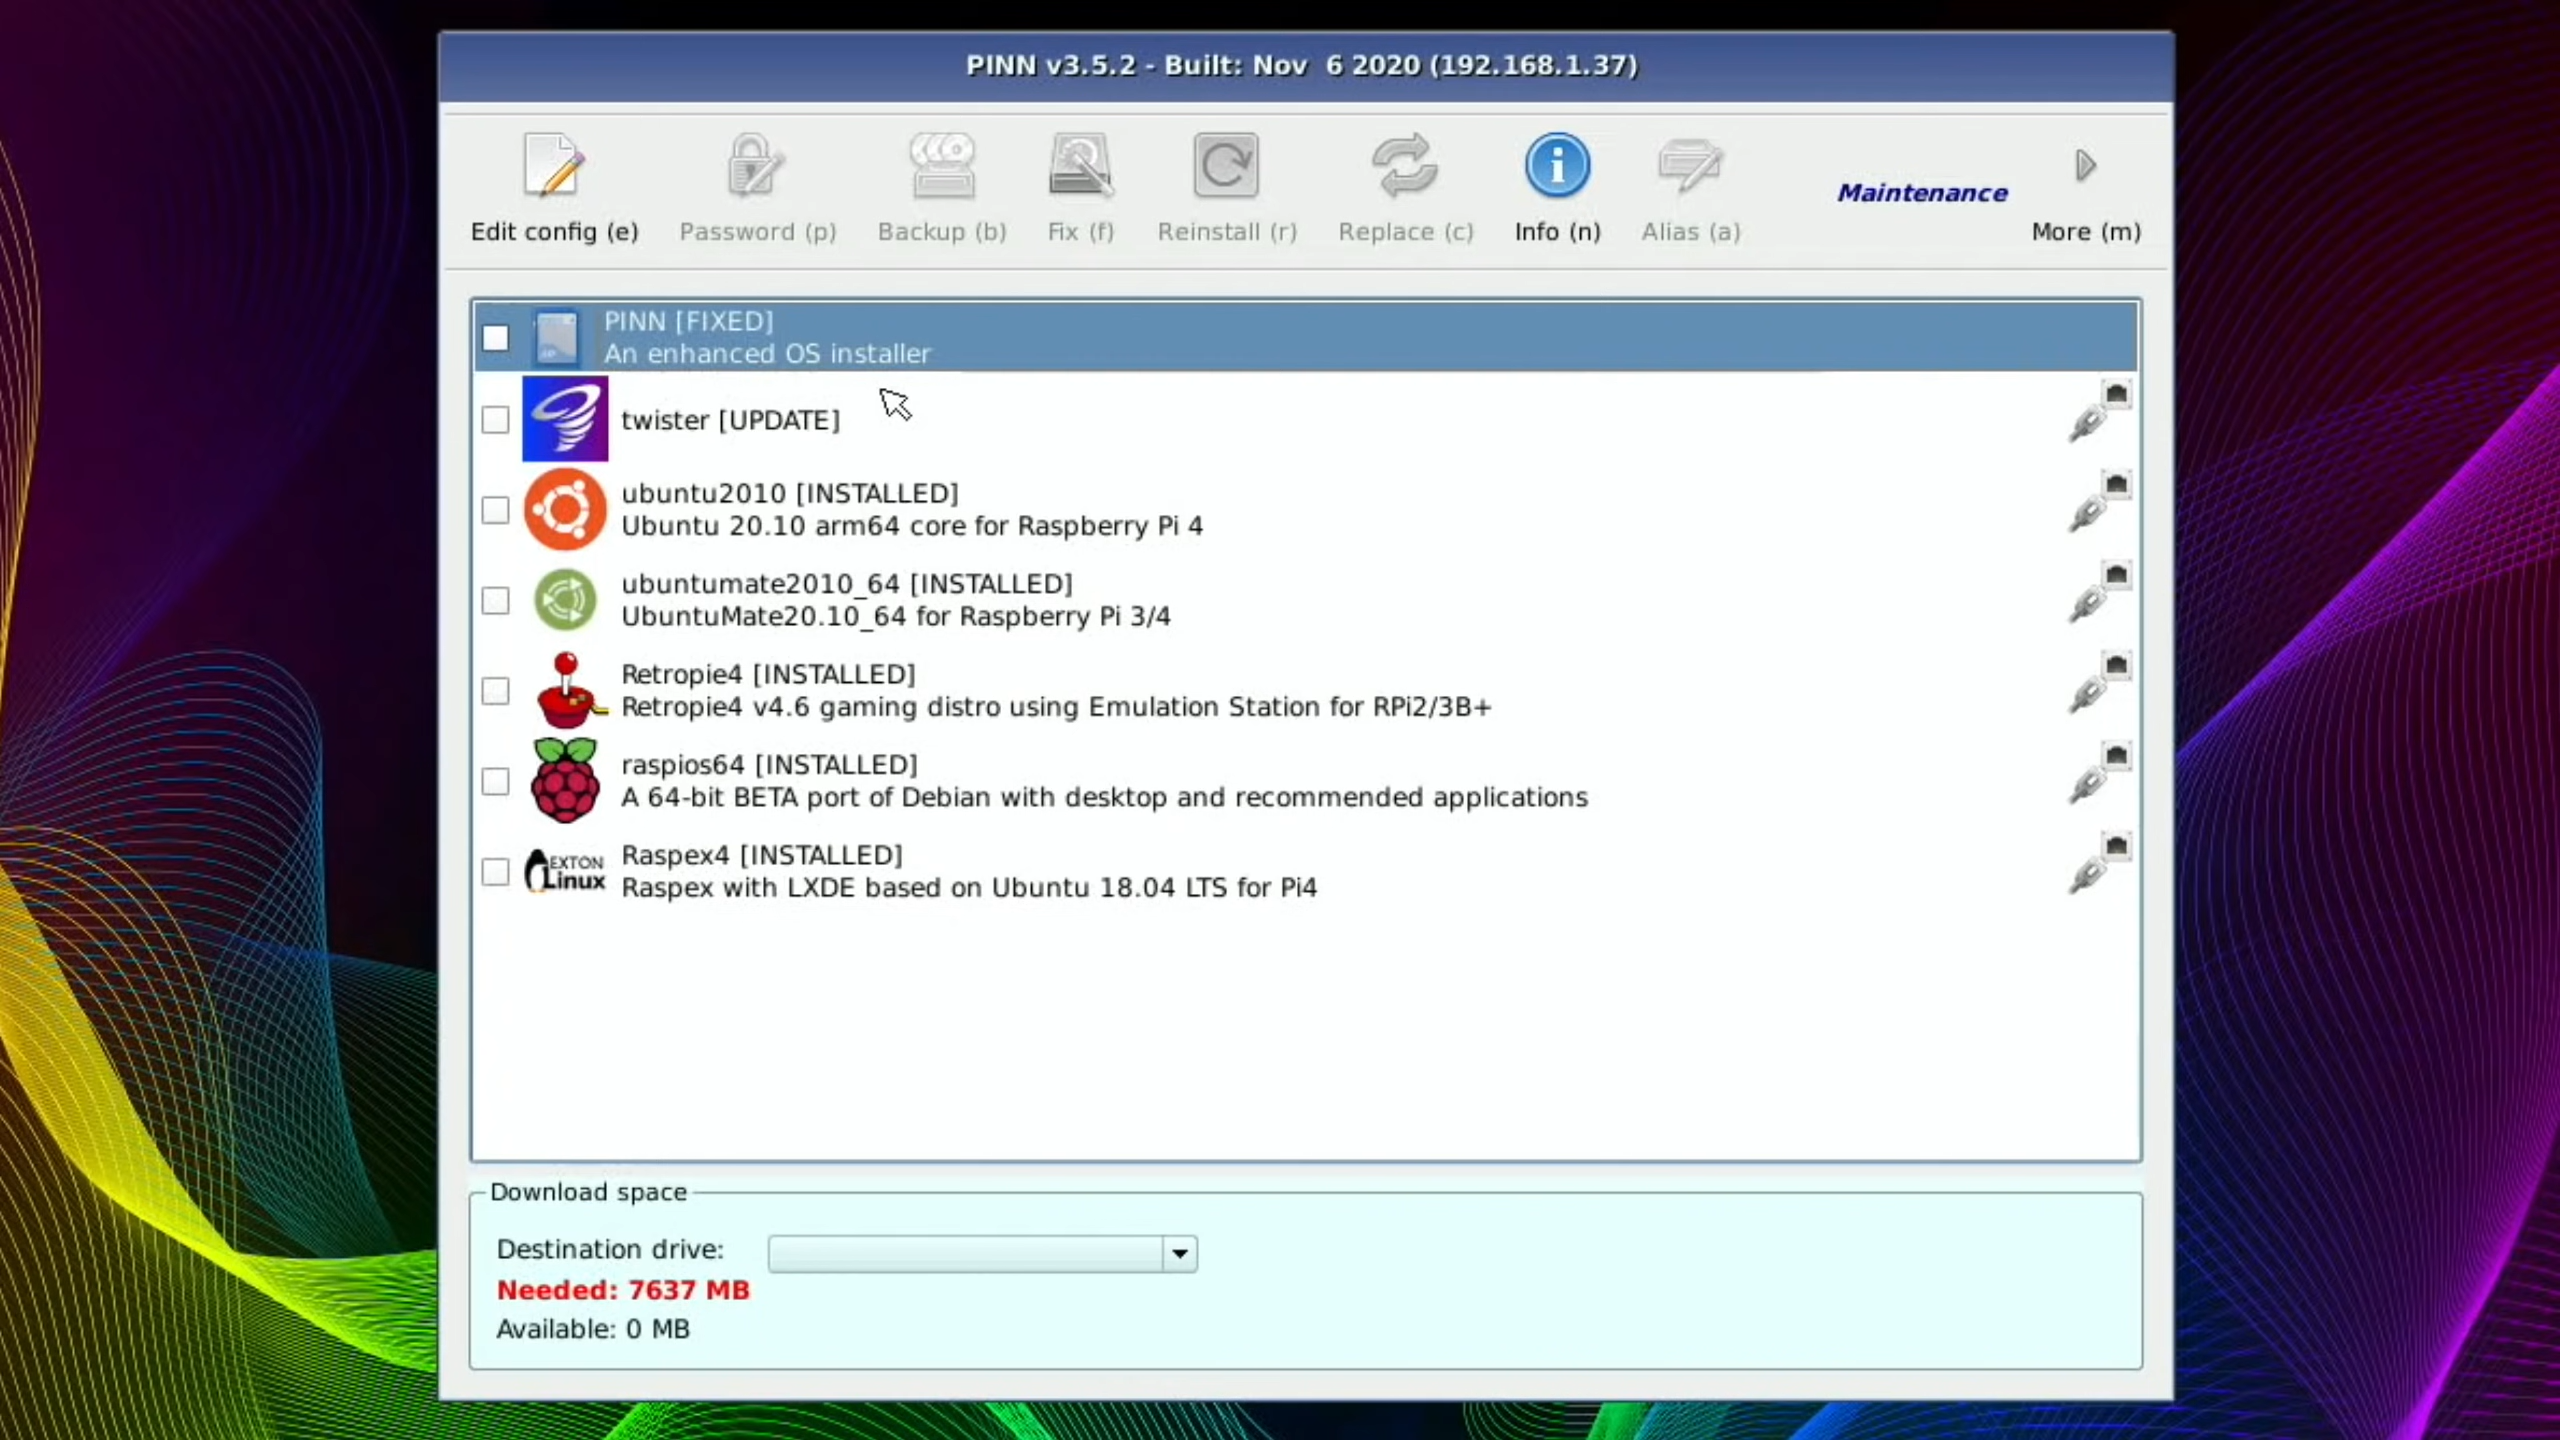 PINN v3.5.2 - Built: Nov  6 2020 (192.168.1.37)
Edit config (e)
Password (p)
Backup (b)
Fix (f)
Reinstall (r)
Replace (c)
Info (n)
Alias (a)
Maintenance
More (m)
PINN [FIXED]
An enhanced OS installer
twister [UPDATE]
ubuntu2010 [INSTALLED]
Ubuntu 20.10 arm64 core for Raspberry Pi 4
ubuntumate2010_64 [INSTALLED]
UbuntuMate20.10_64 for Raspberry Pi 3/4
Retropie4 [INSTALLED]
Retropie4 v4.6 gaming distro using Emulation Station for RPi2/3B+
raspios64 [INSTALLED]
A 64-bit BETA port of Debian with desktop and recommended applications
EXTON
Linux
Raspex4 [INSTALLED]
Raspex with LXDE based on Ubuntu 18.04 LTS for Pi4
Download space
Destination drive:
Needed: 7637 MB
Available: 0 MB